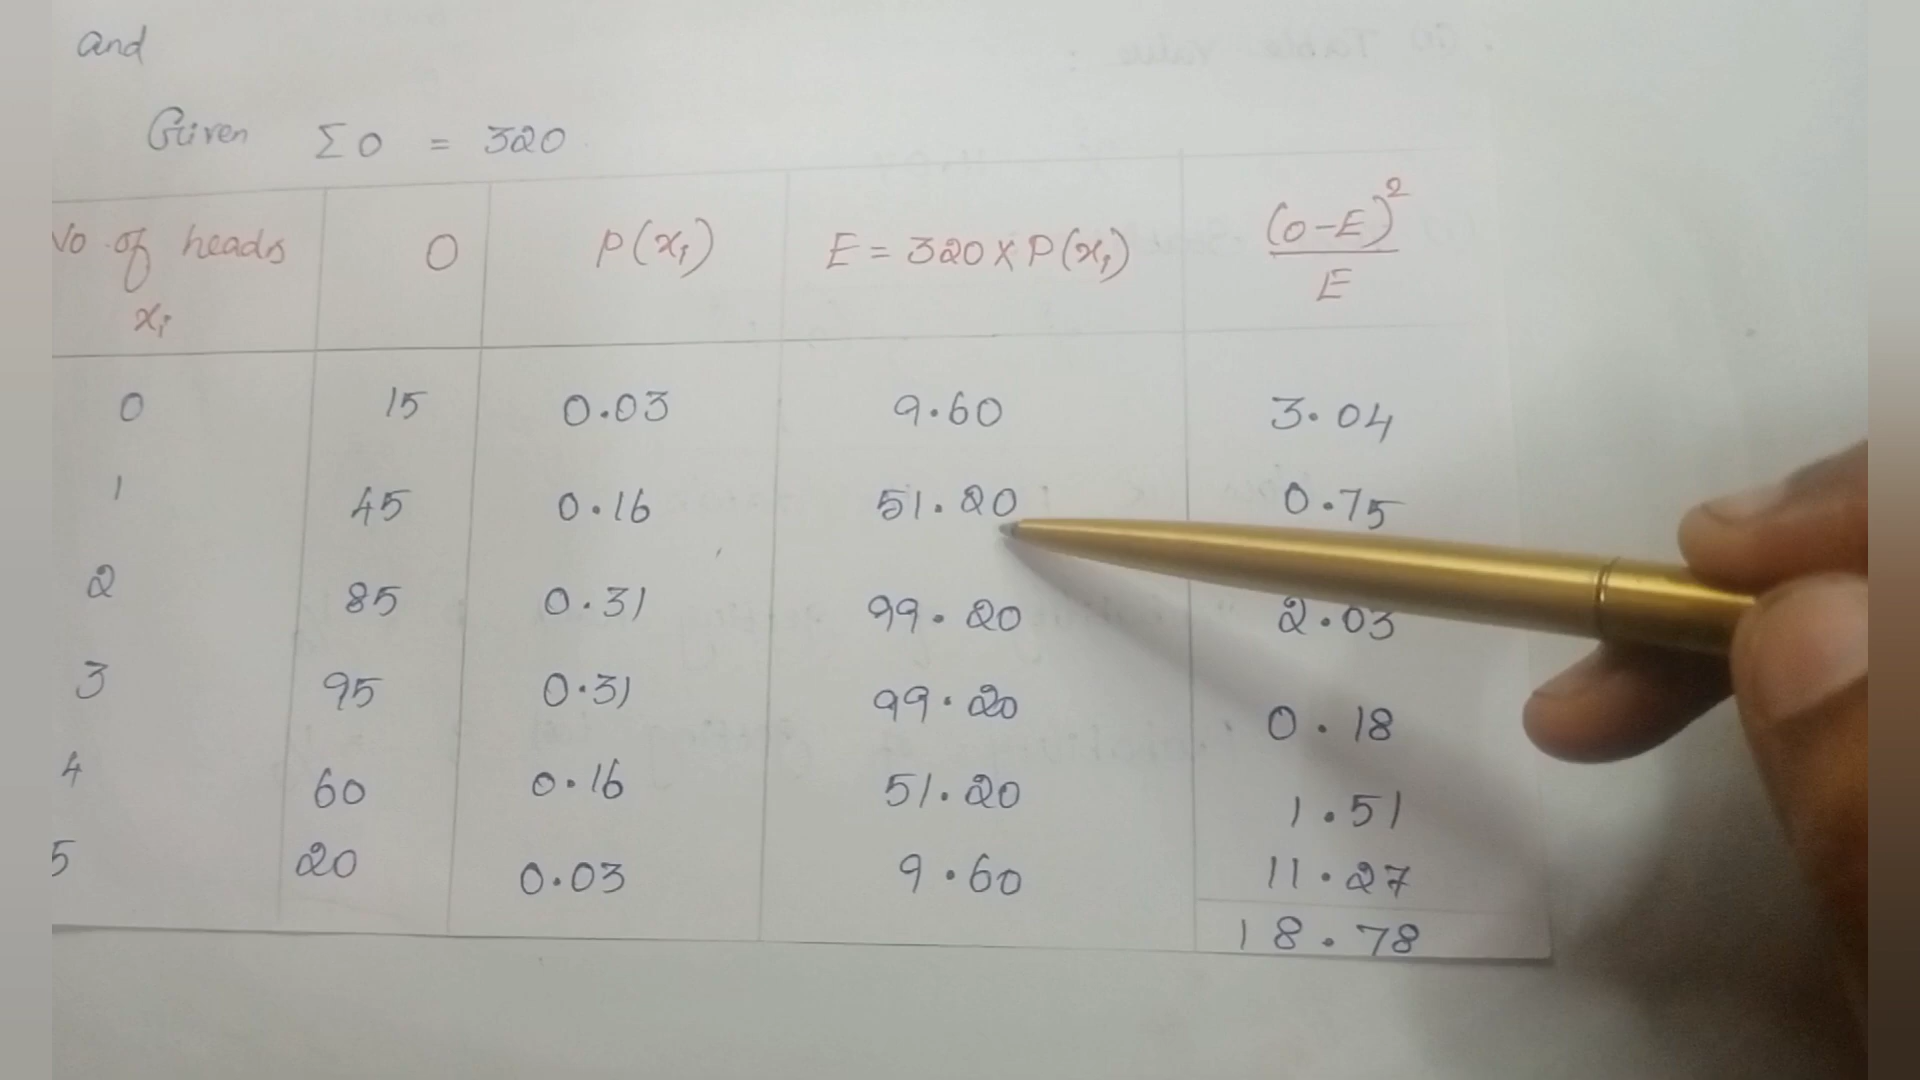 and
Given Σ O = 320
No of heads xᵢ O P(xᵢ) E = 320 X P(xᵢ) (O-E)² / E
0 15 0.03 9.60 3.04
1 45 0.16 51.20 0.75
2 85 0.31 99.20 2.03
3 95 0.31 99.20 0.18
4 60 0.16 51.20 1.51
5 20 0.03 9.60 11.27
18.78